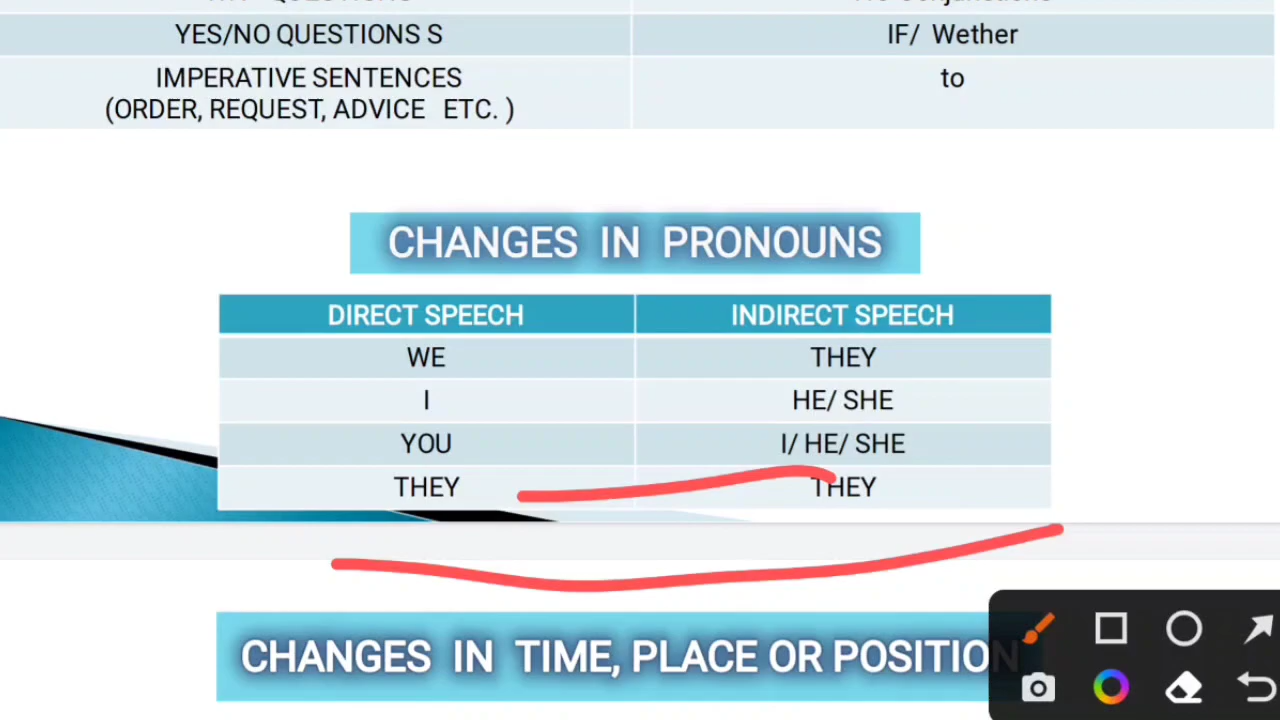 YES/NO QUESTIONS S
IF/ Wether
IMPERATIVE SENTENCES
(ORDER, REQUEST, ADVICE ETC. )
to
CHANGES IN PRONOUNS
DIRECT SPEECH
INDIRECT SPEECH
WE
THEY
I
HE/ SHE
YOU
I/ HE/ SHE
THEY
THEY
CHANGES IN TIME, PLACE OR POSITION